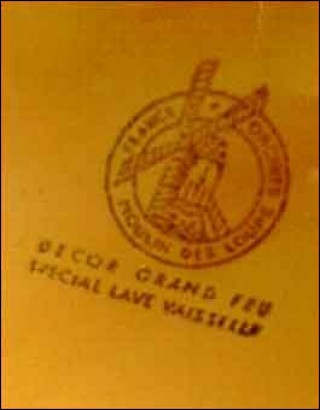 FRANCE ORCHIES
MOULIN DES LOUPS
DECOR GRAND FEU
SPECIAL LAVE VAISSELLE